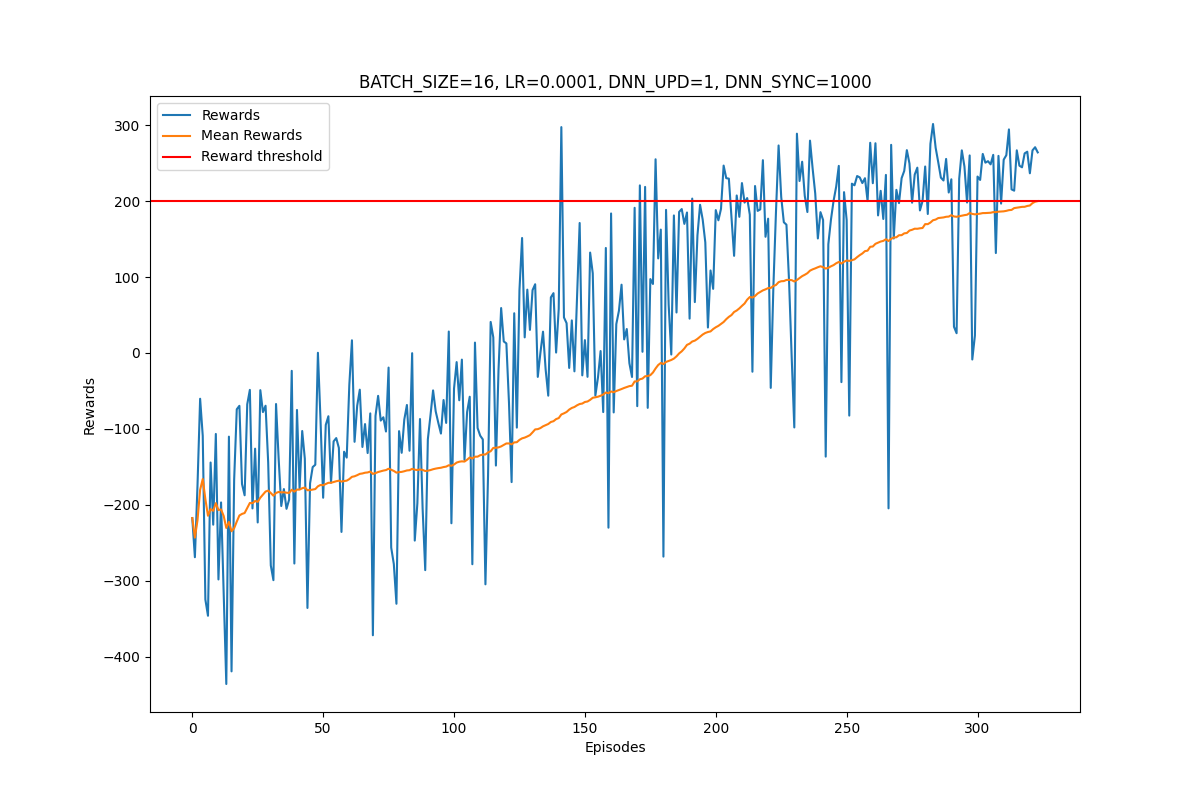 BATCH_SIZE=16, LR=0.0001, DNN_UPD=1, DNN_SYNC=1000
Rewards
Mean Rewards
Reward threshold
300
200
100
0
−100
−200
−300
−400
Rewards
0 50 100 150 200 250 300
Episodes